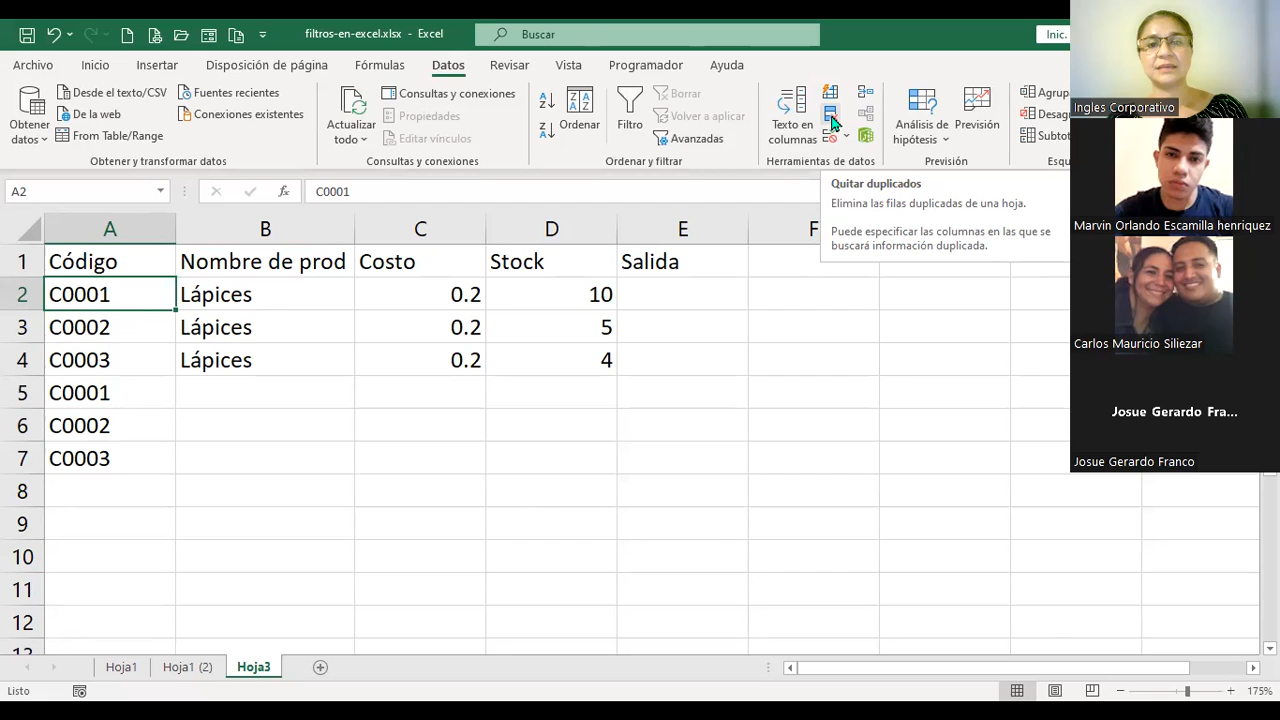 filtros-en-excel.xlsx - Excel
Buscar
Inic.
Archivo Inicio Insertar Disposición de página Fórmulas Datos Revisar Vista Programador Ayuda
Obtener datos
Desde el texto/CSV
De la web
From Table Range
Fuentes recientes
Conexiones existentes
Obtener y transformar datos
Actualizar todo
Consultas y conexiones
Propiedades
Editar vínculos
Consultas y conexiones
Ordenar
Filtro
Borrar
Volver a aplicar
Avanzadas
Ordenar y filtrar
Texto en columnas
Herramientas de datos
Análisis de hipótesis
Previsión
Previsión
Agrup
Desag
Subtot
Esq
A2
C0001
Quitar duplicados
Elimina las filas duplicadas de una hoja.
Puede especificar las columnas en las que se
buscará información duplicada.
A B C D E F
1 Código Nombre de prod Costo Stock Salida
2 C0001 Lápices 0.2 10
3 C0002 Lápices 0.2 5
4 C0003 Lápices 0.2 4
5 C0001
6 C0002
7 C0003
8
9
10
11
12
Hoja1 Hoja1 (2) Hoja3
Listo
175%
Ingles Corporativo
Marvin Orlando Escamilla henriquez
Carlos Mauricio Siliezar
Josue Gerardo Fra...
Josue Gerardo Franco